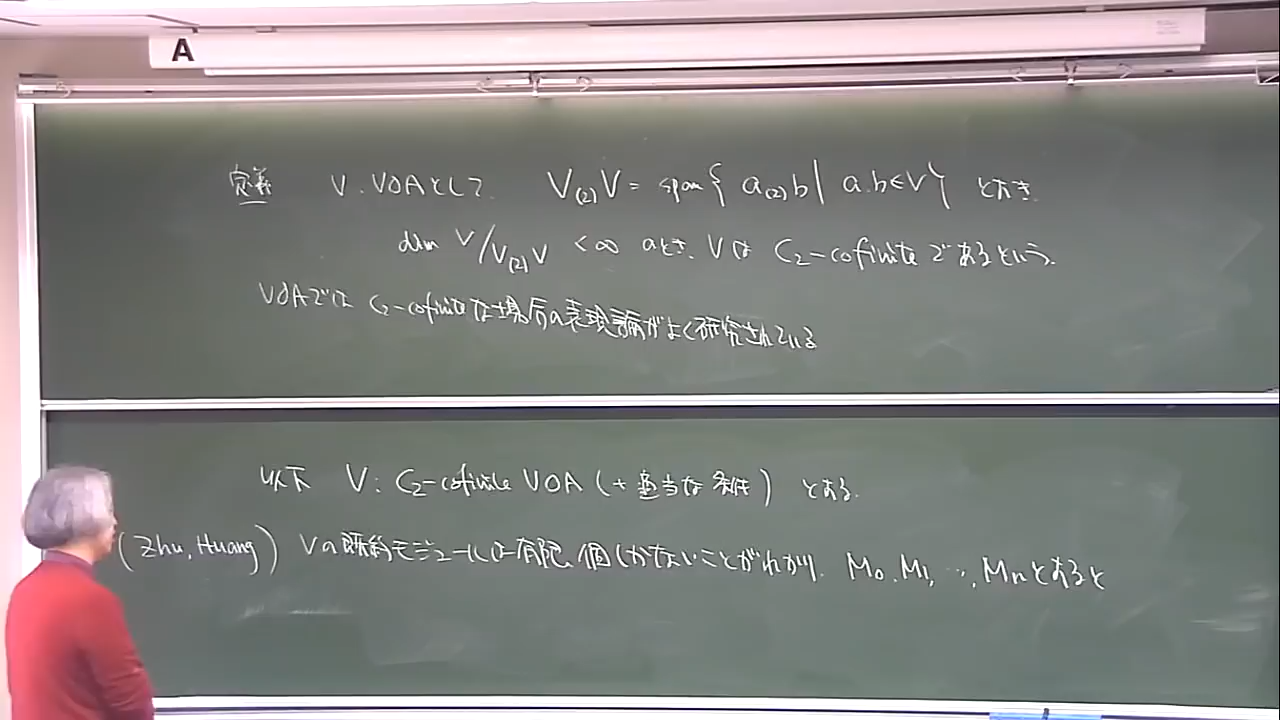 A
定義 V:VOAとして. V₍₂₎V = span{ a₍₂₎b | a.b∈V } とおき.
dim V/V₍₂₎V < ∞ のとき. Vは C₂-cofinite であるという.
VOAでは C₂-cofiniteな場合の表現論がよく研究されている
以下 V: C₂-cofinite VOA (+ 適当な条件) とする.
(Zhu, Huang) Vの既約モジュールは有限個しかないことがわかり. M₀.M₁, …, Mₙとすると